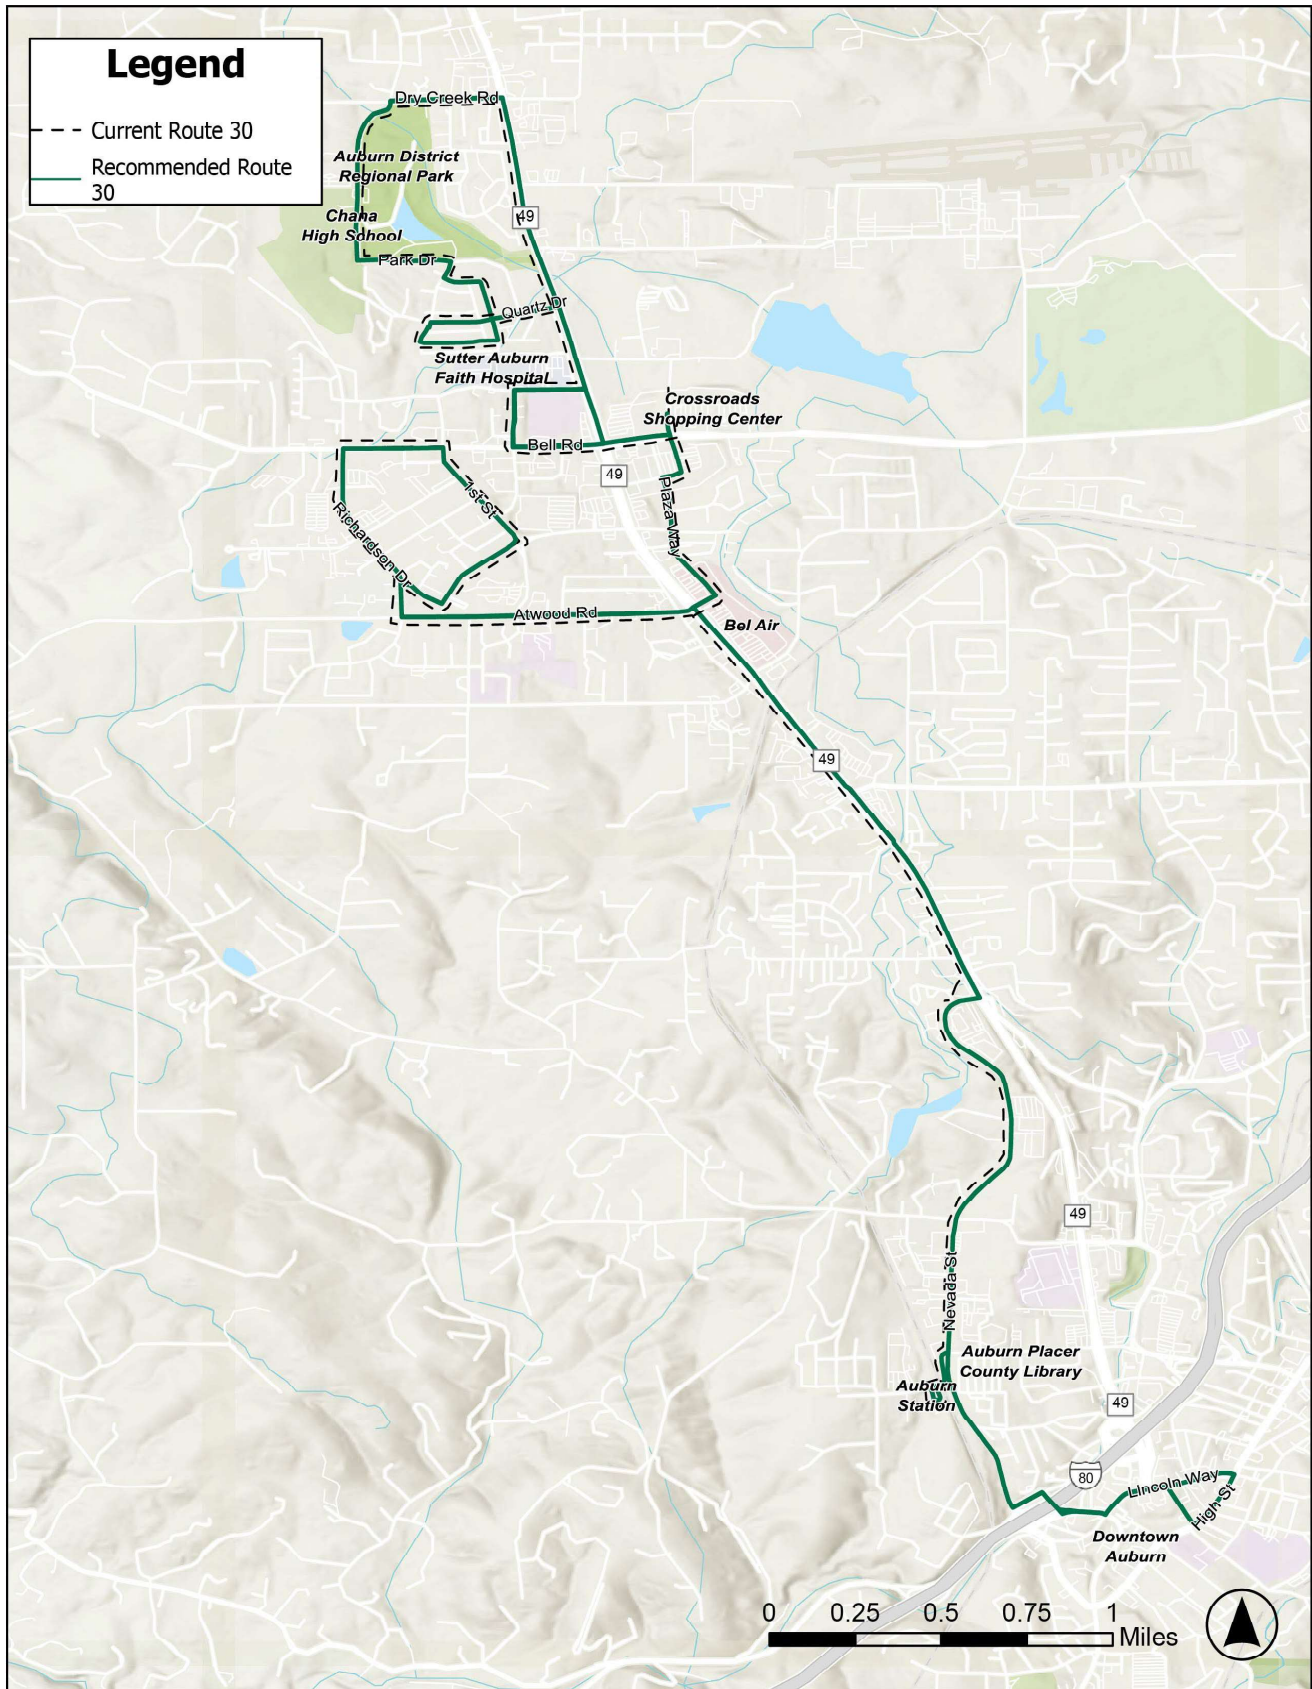 Legend
Current Route 30
Recommended Route
30
Dry Creek Rd
Auburn District
Regional Park
Chana
High School
49
Park Dr
Quartz Dr
Sutter Auburn
Faith Hospital
Crossroads
Shopping Center
Bell Rd
49
1st St
Plaza Way
Richardson Dr
Atwood Rd
Bel Air
49
49
Nevada St
Auburn Placer
County Library
Auburn
Station
49
80
Lincoln Way
High St
Downtown
Auburn
0 0.25 0.5 0.75 1
Miles